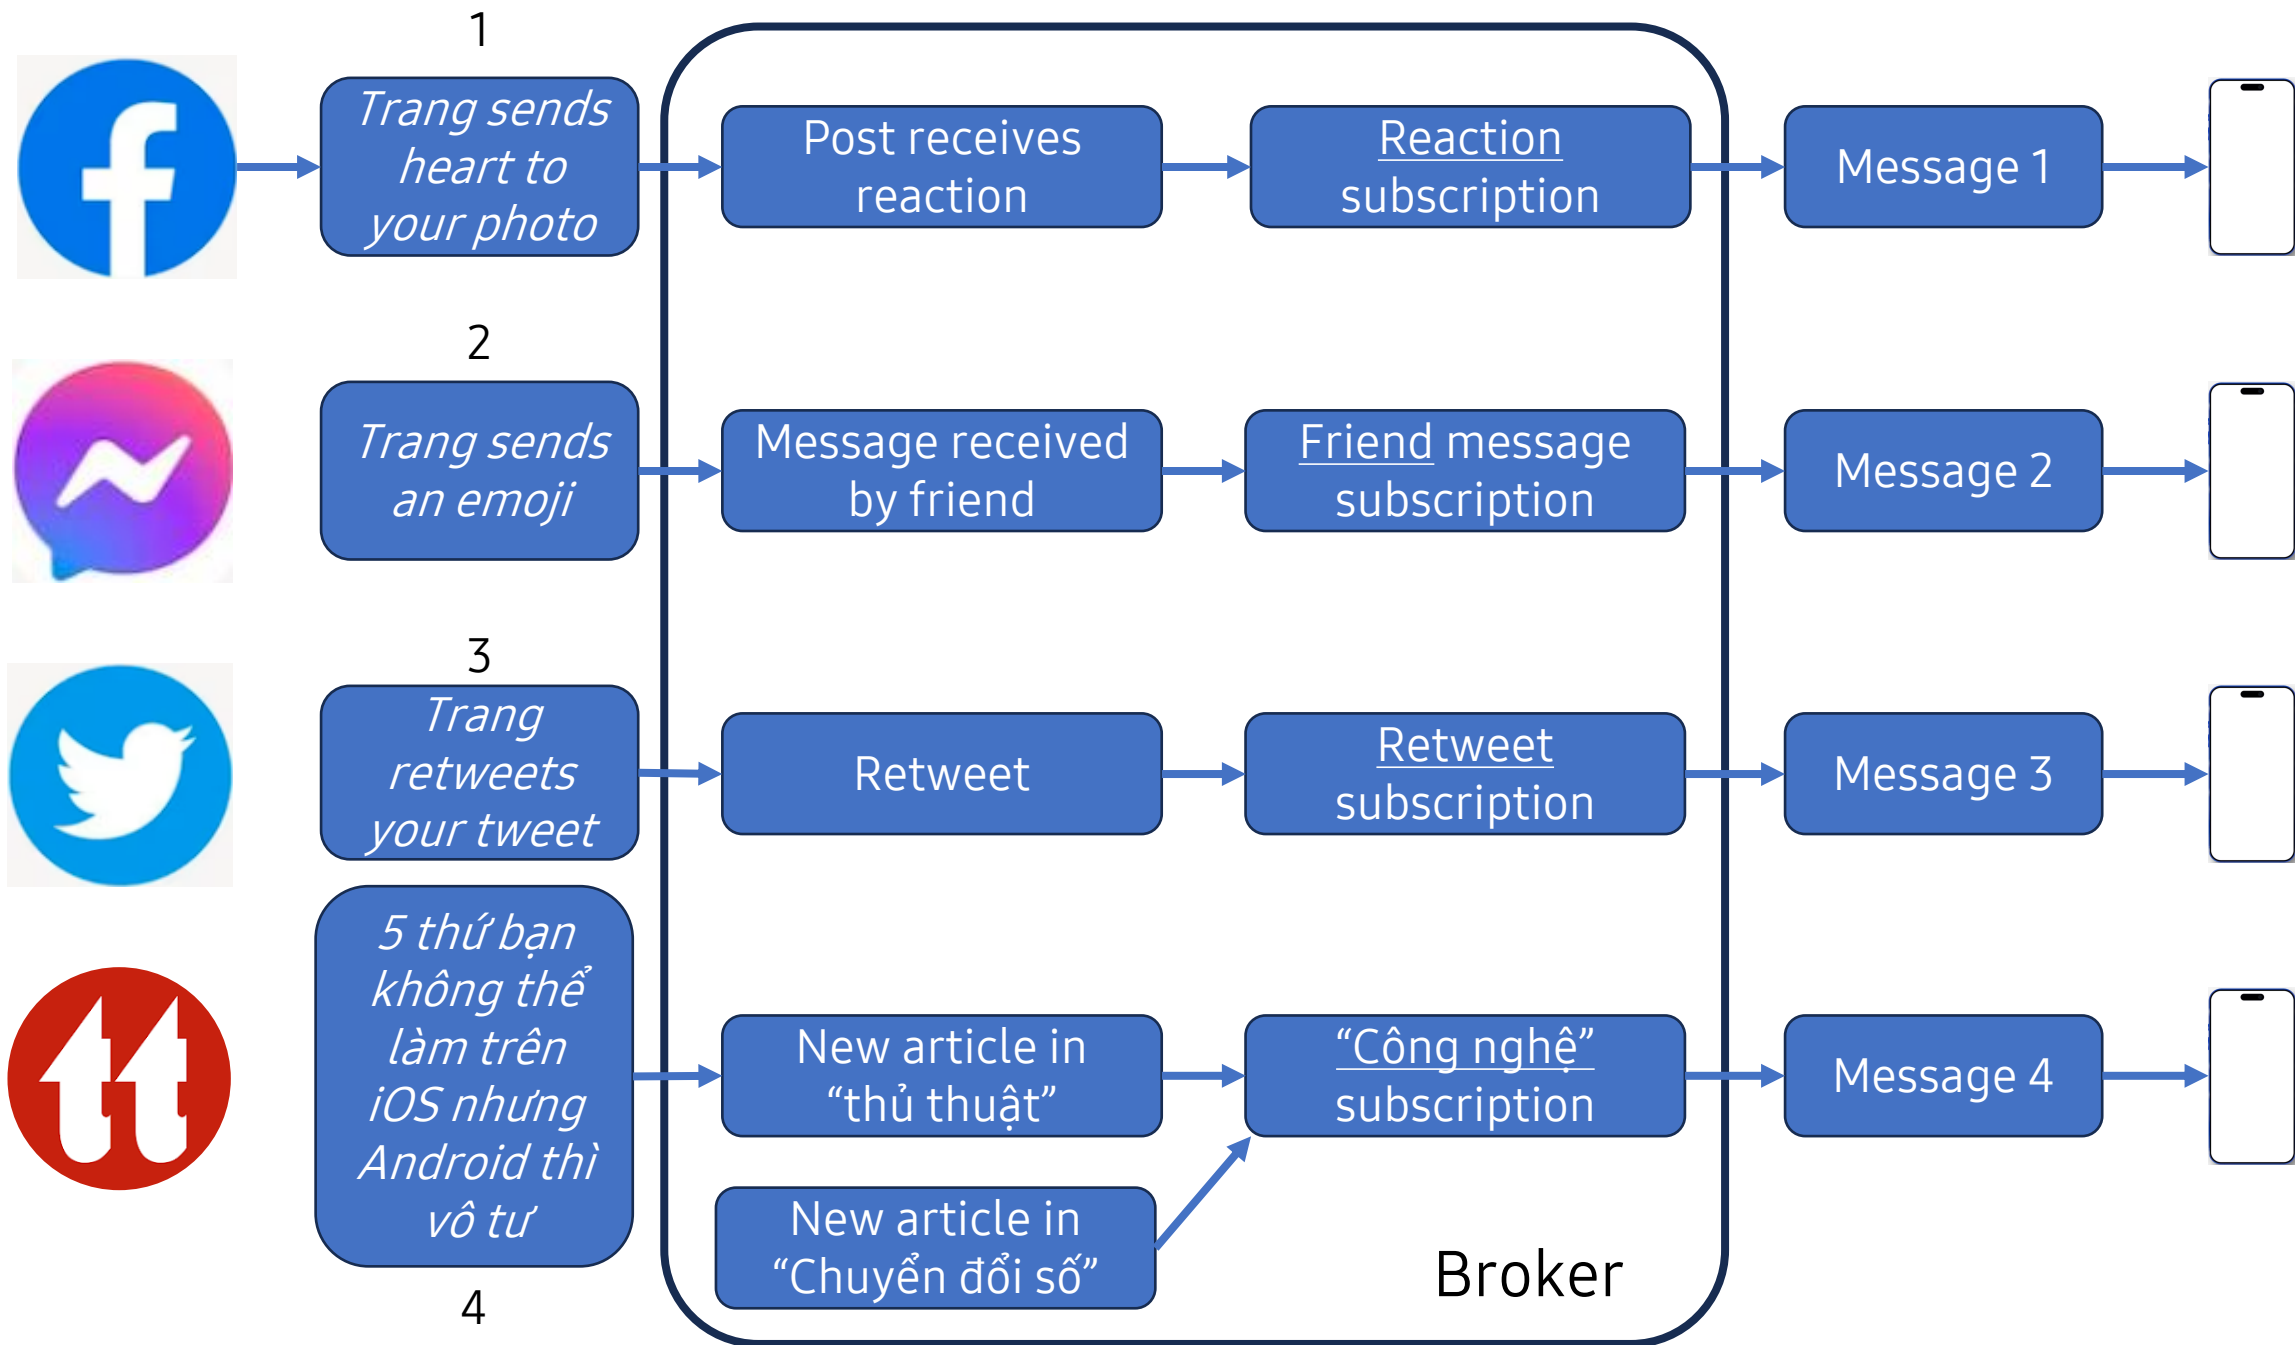 1
Trang sends
heart to
your photo
Post receives
reaction
Reaction
subscription
Message 1
2
Trang sends
an emoji
Message received
by friend
Friend message
subscription
Message 2
3
Trang
retweets
your tweet
Retweet
Retweet
subscription
Message 3
5 thứ bạn
không thể
làm trên
iOS nhưng
Android thì
vô tư
4
New article in
“thủ thuật”
“Công nghệ”
subscription
Message 4
New article in
“Chuyển đổi số”
Broker